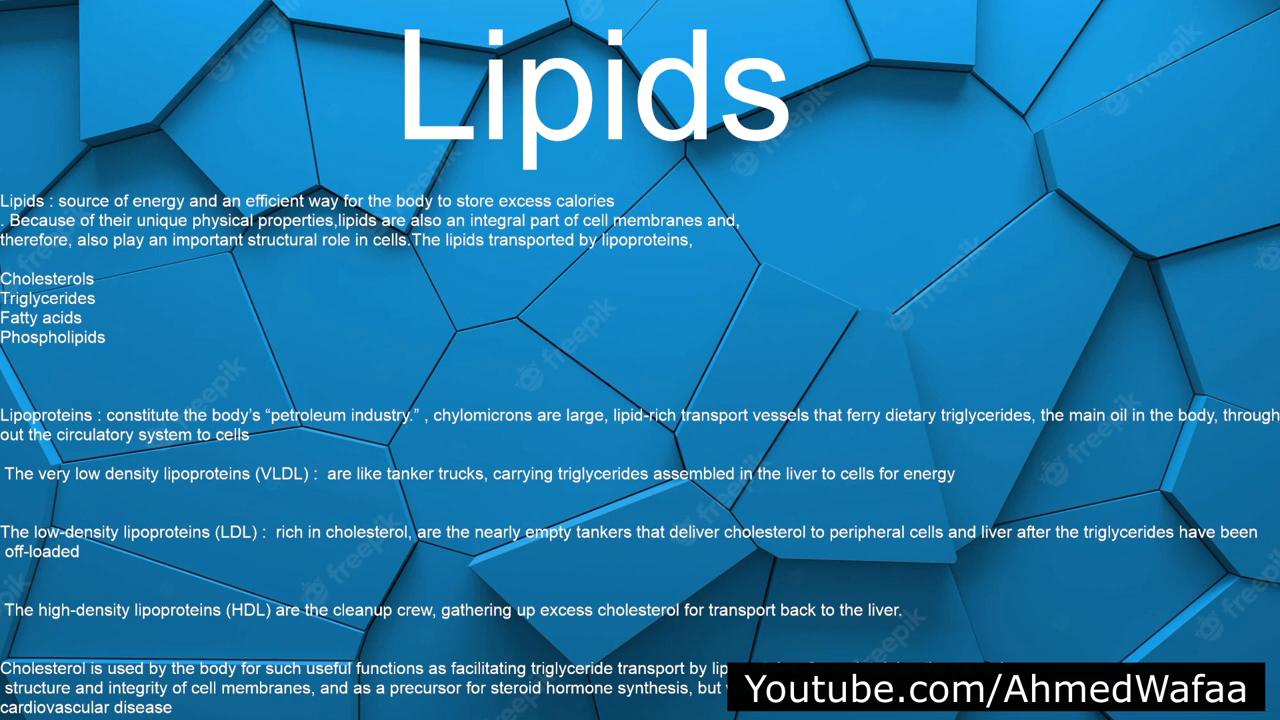 Lipids
Lipids : source of energy and an efficient way for the body to store excess calories
. Because of their unique physical properties,lipids are also an integral part of cell membranes and,
therefore, also play an important structural role in cells.The lipids transported by lipoproteins,
Cholesterols
Triglycerides
Fatty acids
Phospholipids
Lipoproteins : constitute the body’s “petroleum industry.” , chylomicrons are large, lipid-rich transport vessels that ferry dietary triglycerides, the main oil in the body, through
out the circulatory system to cells
The very low density lipoproteins (VLDL) :  are like tanker trucks, carrying triglycerides assembled in the liver to cells for energy
The low-density lipoproteins (LDL) :  rich in cholesterol, are the nearly empty tankers that deliver cholesterol to peripheral cells and liver after the triglycerides have been
off-loaded
The high-density lipoproteins (HDL) are the cleanup crew, gathering up excess cholesterol for transport back to the liver.
Cholesterol is used by the body for such useful functions as facilitating triglyceride transport by
structure and integrity of cell membranes, and as a precursor for steroid hormone synthesis, but
cardiovascular disease
Youtube.com/AhmedWafaa